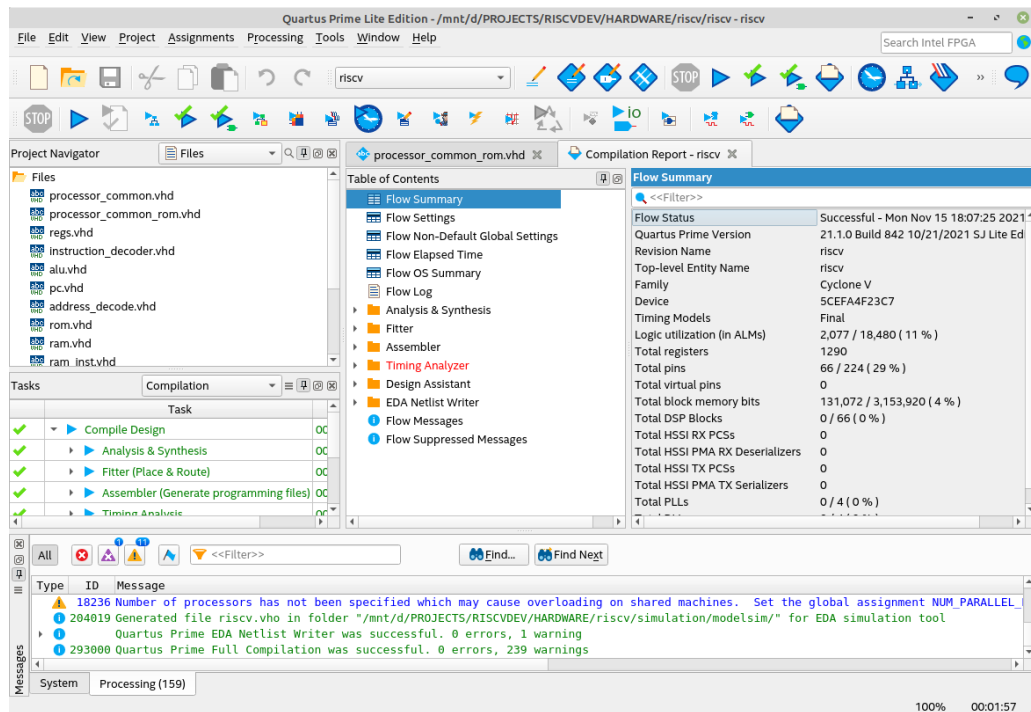 Quartus Prime Lite Edition - /mnt/d/PROJECTS/RISCVDEV/HARDWARE/riscv/riscv - riscv
File Edit View Project Assignments Processing Tools Window Help
Search Intel FPGA
riscv
STOP
»
STOP
io
Project Navigator
Files
processor_common_rom.vhd
Compilation Report - riscv
Files
processor_common.vhd
processor_common_rom.vhd
regs.vhd
instruction_decoder.vhd
alu.vhd
pc.vhd
address_decode.vhd
rom.vhd
ram.vhd
ram_inst.vhd
Tasks
Compilation
Task
Compile Design
Analysis & Synthesis
Fitter (Place & Route)
Assembler (Generate programming files)
Timing Analysis
Table of Contents
Flow Summary
Flow Settings
Flow Non-Default Global Settings
Flow Elapsed Time
Flow OS Summary
Flow Log
Analysis & Synthesis
Fitter
Assembler
Timing Analyzer
Design Assistant
EDA Netlist Writer
Flow Messages
Flow Suppressed Messages
Flow Summary
<<Filter>>
Flow Status Successful - Mon Nov 15 18:07:25 2021
Quartus Prime Version 21.1.0 Build 842 10/21/2021 SJ Lite Ed
Revision Name riscv
Top-level Entity Name riscv
Family Cyclone V
Device 5CEFA4F23C7
Timing Models Final
Logic utilization (in ALMs) 2,077 / 18,480 ( 11 % )
Total registers 1290
Total pins 66 / 224 ( 29 % )
Total virtual pins 0
Total block memory bits 131,072 / 3,153,920 ( 4 % )
Total DSP Blocks 0 / 66 ( 0 % )
Total HSSI RX PCSs 0
Total HSSI PMA RX Deserializers 0
Total HSSI TX PCSs 0
Total HSSI PMA TX Serializers 0
Total PLLs 0 / 4 ( 0 % )
All
1
11
<<Filter>>
Find...
Find Next
Type ID Message
18236 Number of processors has not been specified which may cause overloading on shared machines. Set the global assignment NUM_PARALLEL_
204019 Generated file riscv.vho in folder "/mnt/d/PROJECTS/RISCVDEV/HARDWARE/riscv/simulation/modelsim/" for EDA simulation tool
Quartus Prime EDA Netlist Writer was successful. 0 errors, 1 warning
293000 Quartus Prime Full Compilation was successful. 0 errors, 239 warnings
Messages
System
Processing (159)
100% 00:01:57